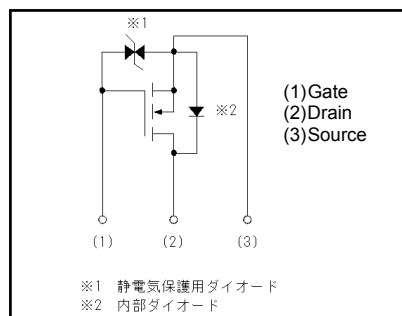 ※1
※2
(1)Gate
(2)Drain
(3)Source
(1) (2) (3)
※1 静電気保護用ダイオード
※2 内部ダイオード